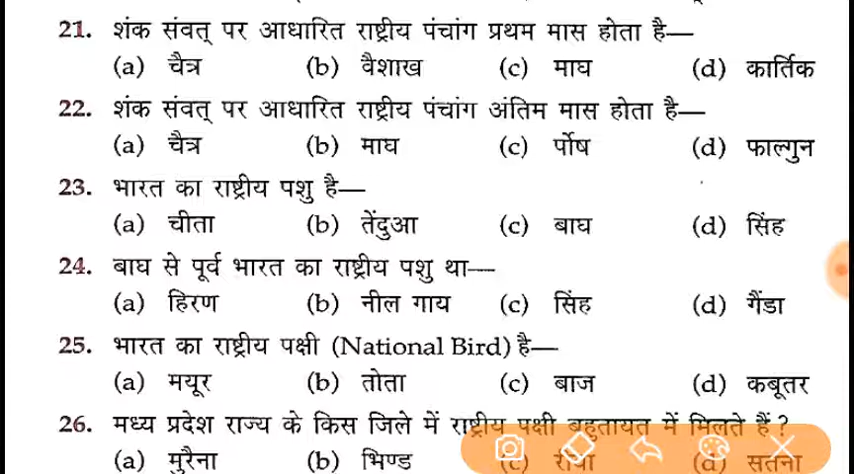 21. शंक संवत् पर आधारित राष्ट्रीय पंचांग प्रथम मास होता है—
(a) चैत्र (b) वैशाख (c) माघ (d) कार्तिक
22. शंक संवत् पर आधारित राष्ट्रीय पंचांग अंतिम मास होता है—
(a) चैत्र (b) माघ (c) र्पोष (d) फाल्गुन
23. भारत का राष्ट्रीय पशु है—
(a) चीता (b) तेंदुआ (c) बाघ (d) सिंह
24. बाघ से पूर्व भारत का राष्ट्रीय पशु था—
(a) हिरण (b) नील गाय (c) सिंह (d) गैंडा
25. भारत का राष्ट्रीय पक्षी (National Bird) है—
(a) मयूर (b) तोता (c) बाज (d) कबूतर
26. मध्य प्रदेश राज्य के किस जिले में राष्ट्रीय पक्षी बहुतायत में मिलते हैं?
(a) मुरैना (b) भिण्ड (c) रीवा (d) सतना